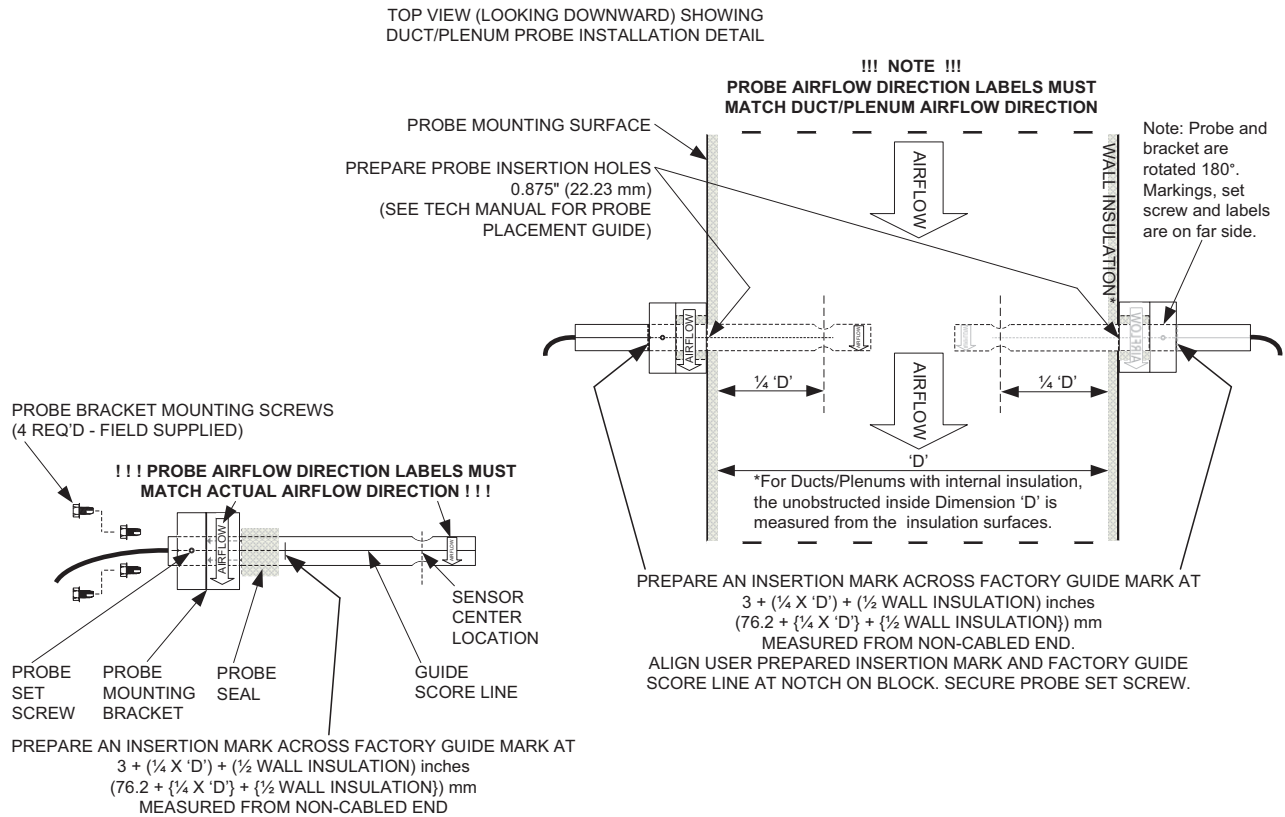 TOP VIEW (LOOKING DOWNWARD) SHOWING
DUCT/PLENUM PROBE INSTALLATION DETAIL
!!! NOTE !!!
PROBE AIRFLOW DIRECTION LABELS MUST
MATCH DUCT/PLENUM AIRFLOW DIRECTION
PROBE MOUNTING SURFACE
PREPARE PROBE INSERTION HOLES
0.875" (22.23 mm)
(SEE TECH MANUAL FOR PROBE
PLACEMENT GUIDE)
AIRFLOW
WALL INSULATION*
Note: Probe and
bracket are
rotated 180°.
Markings, set
screw and labels
are on far side.
AIRFLOW
AIRFLOW
AIRFLOW
AIRFLOW
¼ 'D'
AIRFLOW
¼ 'D'
'D'
*For Ducts/Plenums with internal insulation,
the unobstructed inside Dimension 'D' is
measured from the insulation surfaces.
PREPARE AN INSERTION MARK ACROSS FACTORY GUIDE MARK AT
3 + (¼ X 'D') + (½ WALL INSULATION) inches
(76.2 + {¼ X 'D'} + {½ WALL INSULATION}) mm
MEASURED FROM NON-CABLED END.
ALIGN USER PREPARED INSERTION MARK AND FACTORY GUIDE
SCORE LINE AT NOTCH ON BLOCK. SECURE PROBE SET SCREW.
PROBE BRACKET MOUNTING SCREWS
(4 REQ'D - FIELD SUPPLIED)
! ! ! PROBE AIRFLOW DIRECTION LABELS MUST
MATCH ACTUAL AIRFLOW DIRECTION ! ! !
AIRFLOW
AIRFLOW
SENSOR
CENTER
LOCATION
PROBE
SET
SCREW
PROBE
MOUNTING
BRACKET
PROBE
SEAL
GUIDE
SCORE LINE
PREPARE AN INSERTION MARK ACROSS FACTORY GUIDE MARK AT
3 + (¼ X 'D') + (½ WALL INSULATION) inches
(76.2 + {¼ X 'D'} + {½ WALL INSULATION}) mm
MEASURED FROM NON-CABLED END